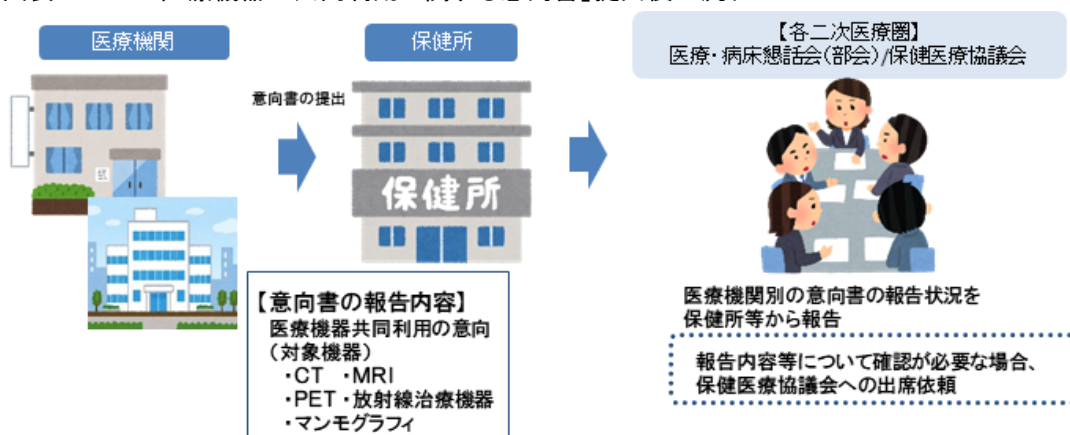 医療機関
保健所
【各二次医療圏】
医療・病床懇話会(部会)/保健医療協議会
意向書の提出
保健所
【意向書の報告内容】
医療機器共同利用の意向
(対象機器)
・CT ・MRI
・PET ・放射線治療機器
・マンモグラフィ
医療機関別の意向書の報告状況を
保健所等から報告
報告内容等について確認が必要な場合、
保健医療協議会への出席依頼